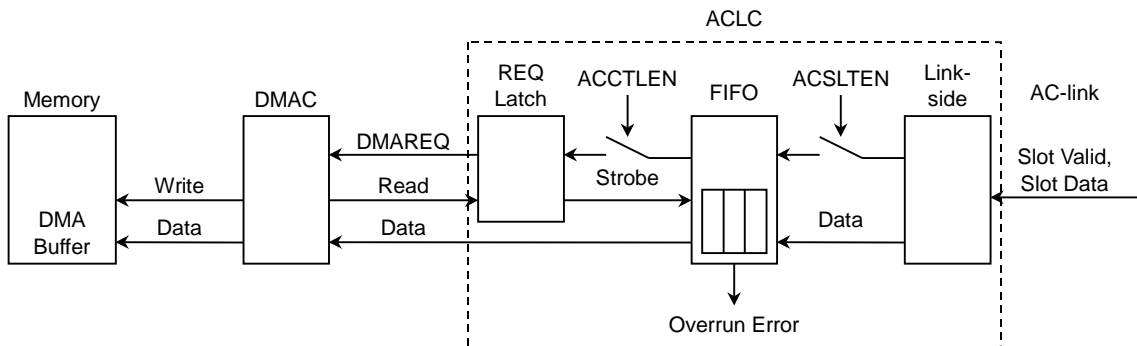 ACLC
REQ
Latch
ACCTLEN
ACSLTEN
Link-
side
Memory
DMAC
FIFO
AC-link
DMAREQ
Slot Valid,
Slot Data
Write
Read
Strobe
DMA
Buffer
Data
Data
Data
Overrun Error